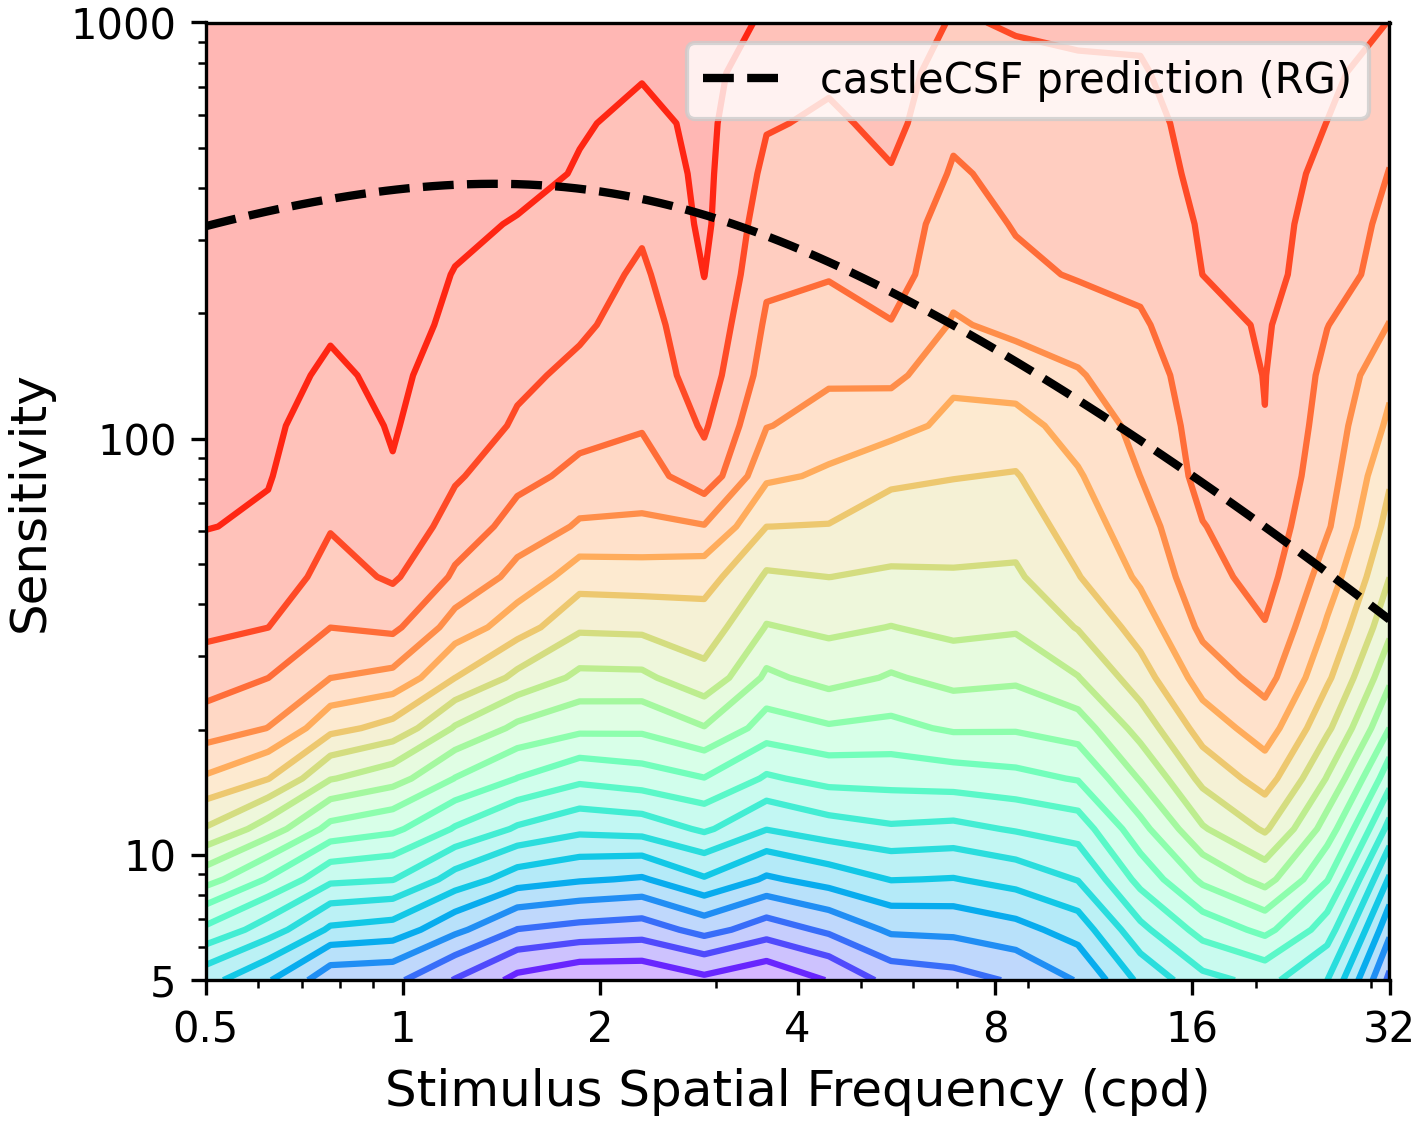 1000
castleCSF prediction (RG)
100
10
5
Sensitivity
0.5 1 2 4 8 16 32
Stimulus Spatial Frequency (cpd)